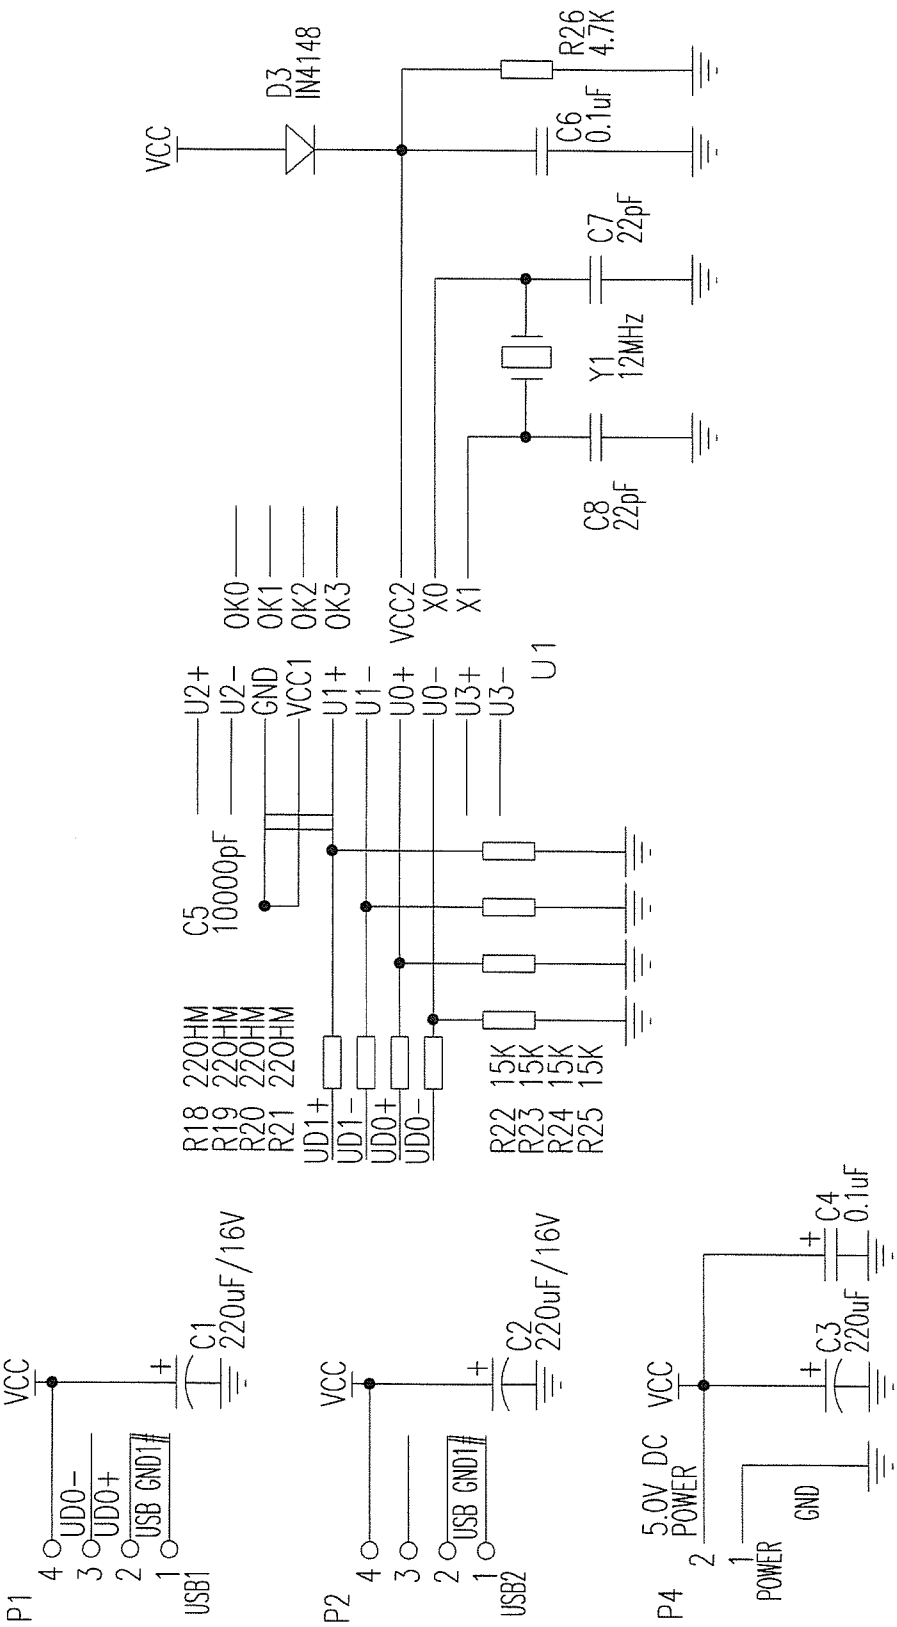 P1
4
3
2
1
USB1
UD0-
UD0+
USB GND1#
VCC
C1
220uF/16V
P2
4
3
2
1
USB2
USB GND1#
VCC
C2
220uF/16V
P4
2
1
POWER
5.0V DC
POWER
GND
VCC
C3
220uF
C4
0.1uF
R18 220HM
R19 220HM
R20 220HM
R21 220HM
UD1+
UD1-
UD0+
UD0-
R22 15K
R23 15K
R24 15K
R25 15K
C5
10000pF
U2+
U2-
GND
VCC1
U1+
U1-
U0+
U0-
U3+
U3-
U1
OK0
OK1
OK2
OK3
VCC2
X0
X1
C8
22pF
Y1
12MHz
C7
22pF
VCC
D3
IN4148
C6
0.1uF
R26
4.7K